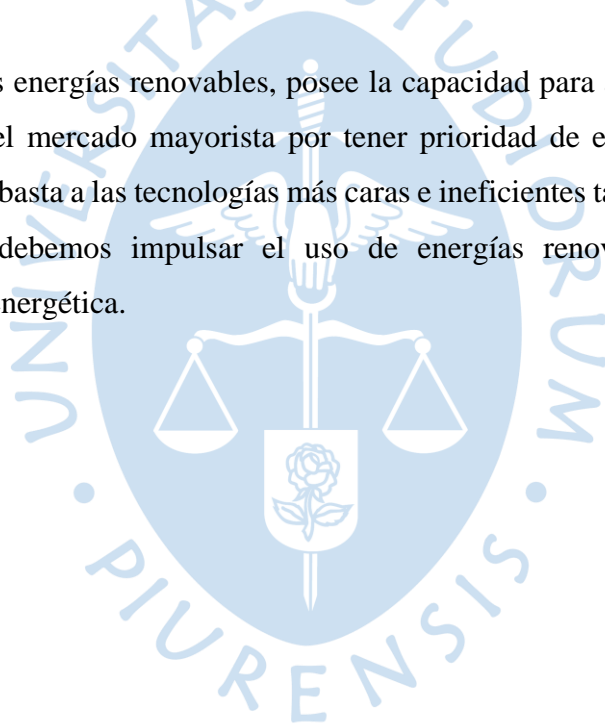 s energías renovables, posee la capacidad para
el mercado mayorista por tener prioridad de e
basta a las tecnologías más caras e ineficientes ta
debemos impulsar el uso de energías renov
energética.
UNIVERSITAS STUDIORUM • PIURENSIS •